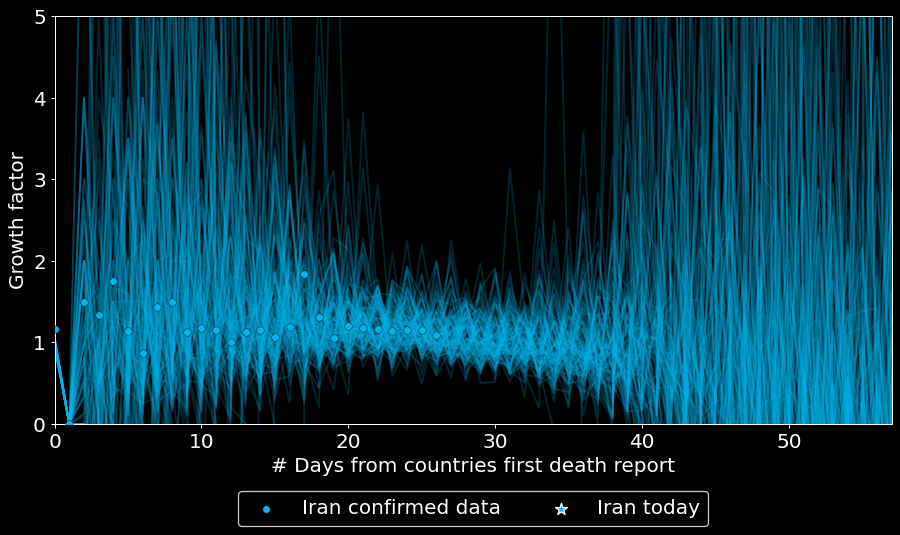 5
4
3
2
1
0
Growth factor
0 10 20 30 40 50
# Days from countries first death report
Iran confirmed data Iran today